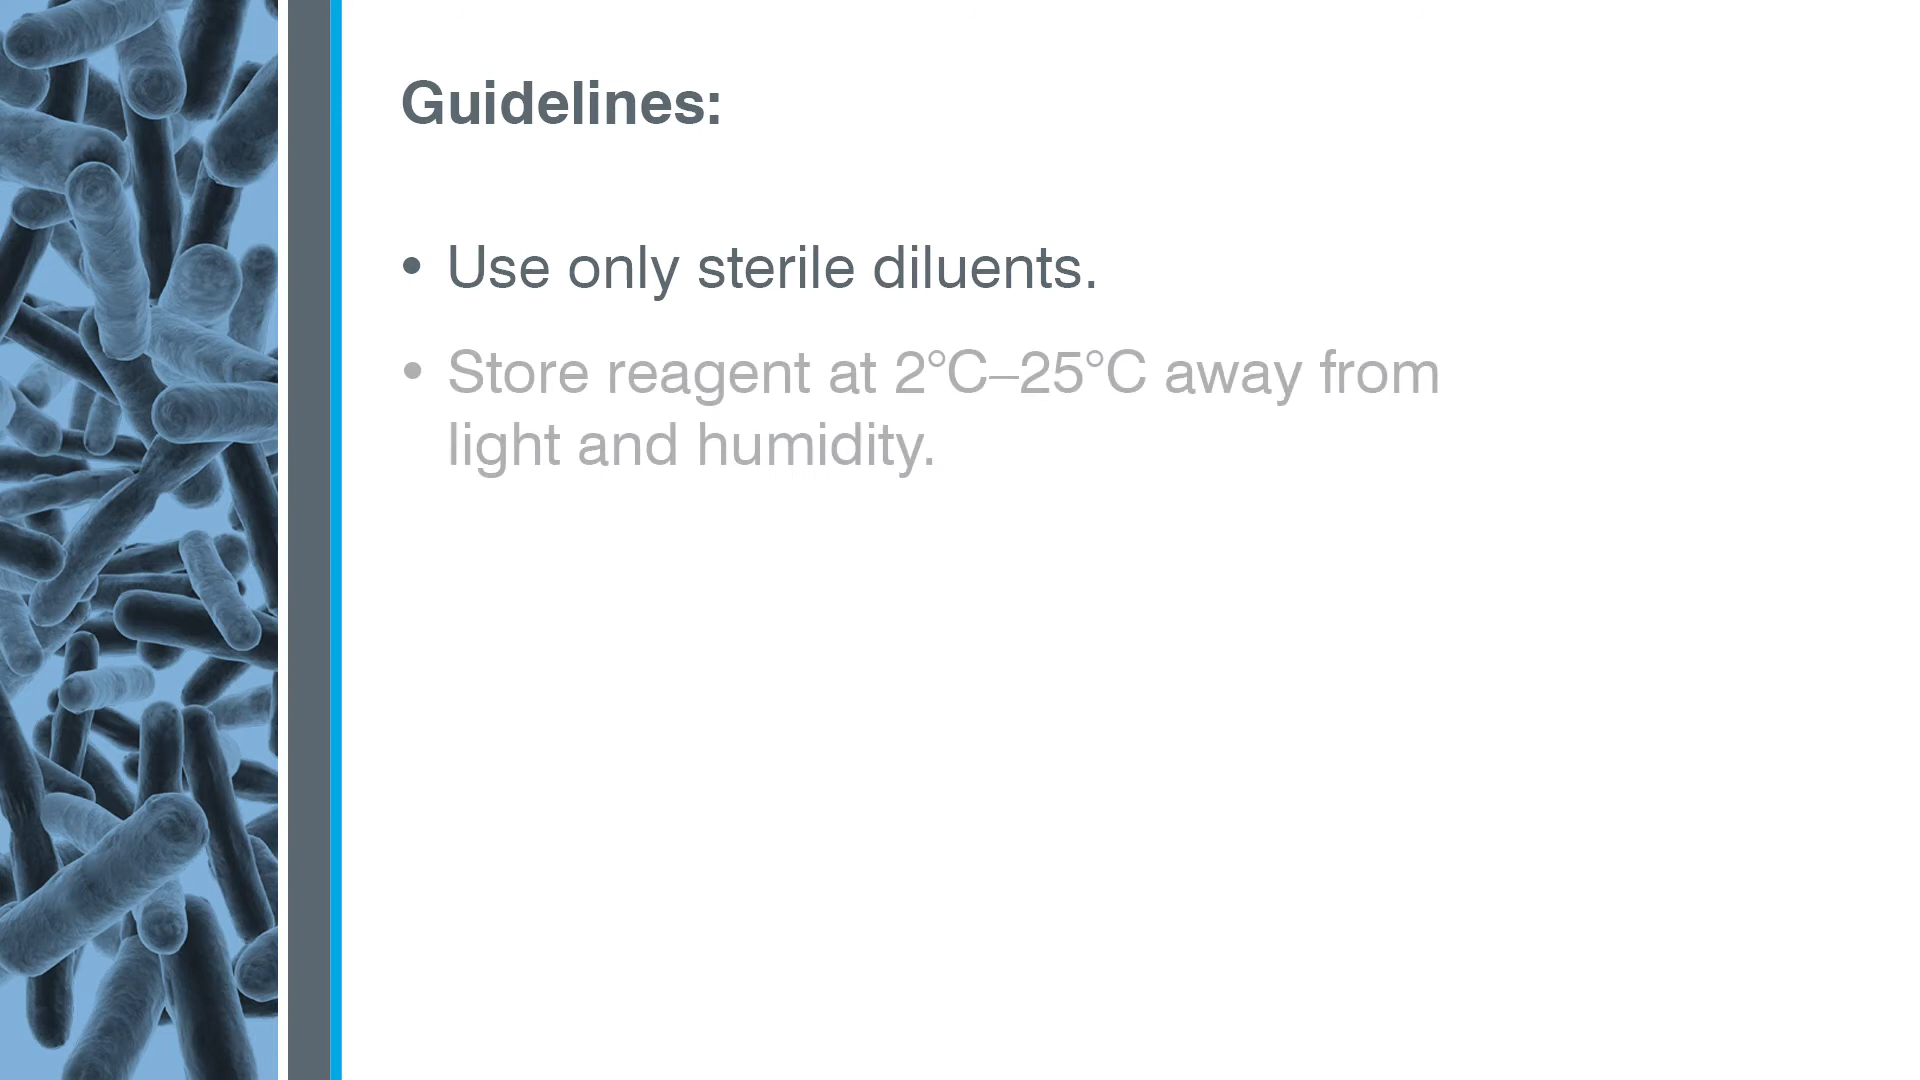 Guidelines:
• Use only sterile diluents.
• Store reagent at 2°C–25°C away from
light and humidity.